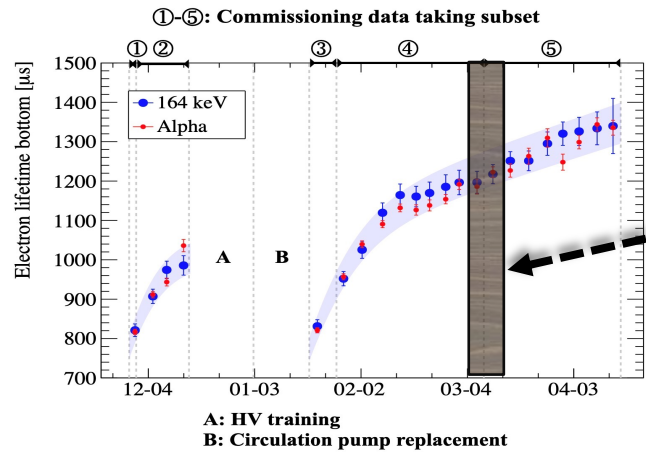 ①-⑤: Commissioning data taking subset
① ② ③ ④ ⑤
Electron lifetime bottom [μs]
1500
1400
1300
1200
1100
1000
900
800
700
164 keV
Alpha
A B
12-04 01-03 02-02 03-04 04-03
A: HV training
B: Circulation pump replacement